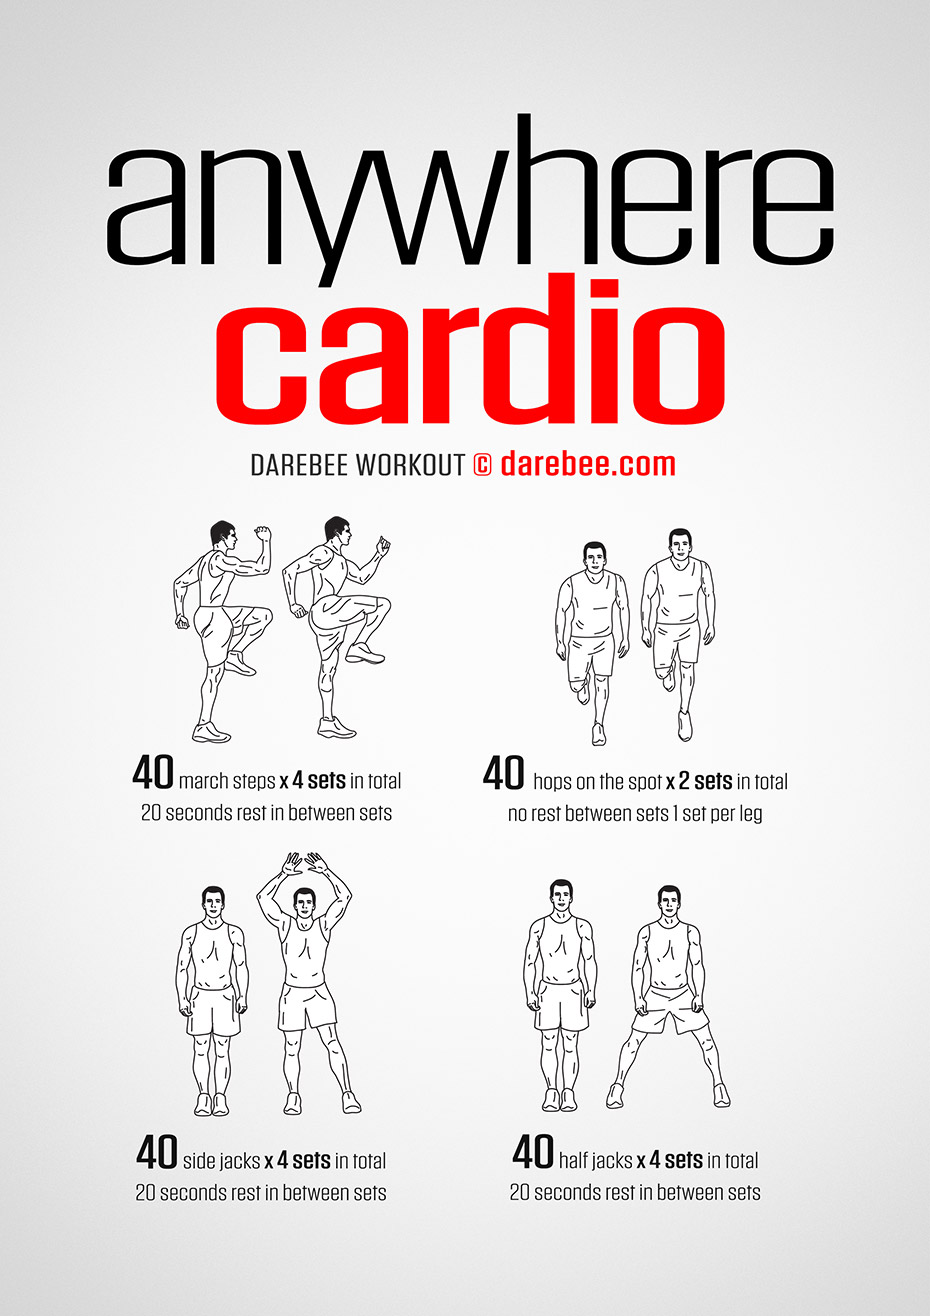 anywhere
cardio
DAREBEE WORKOUT © darebee.com
40 march steps x 4 sets in total
20 seconds rest in between sets
40 hops on the spot x 2 sets in total
no rest between sets 1 set per leg
40 side jacks x 4 sets in total
20 seconds rest in between sets
40 half jacks x 4 sets in total
20 seconds rest in between sets